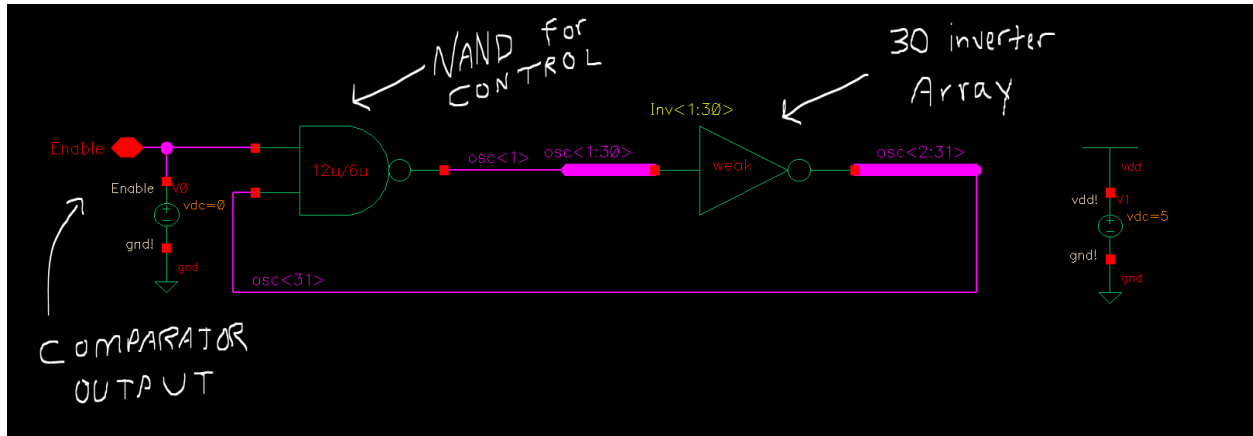 NAND for
CONTROL
30 inverter
Array
Inv<1:30>
Enable
12u/6u
osc<1>
osc<1:30>
weak
osc<2:31>
vdd
Enable
V0
vdc=0
vdd!
V1
vdc=5
gnd!
gnd
gnd!
gnd
osc<31>
COMPARATOR
OUTPUT